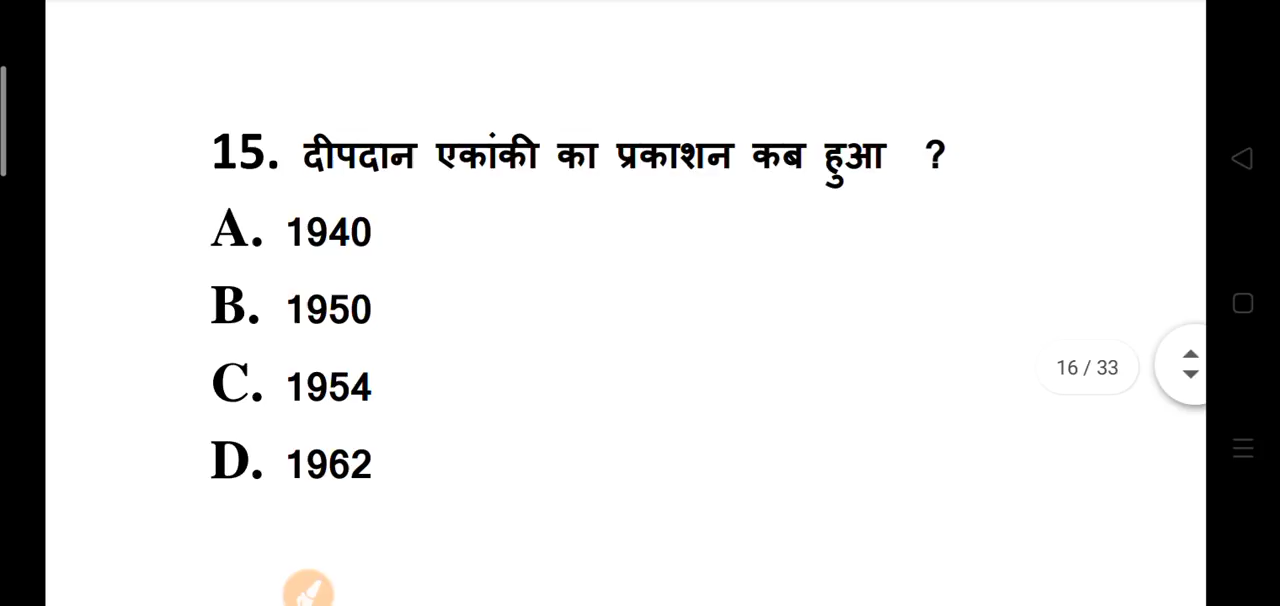 15. दीपदान एकांकी का प्रकाशन कब हुआ ?
A. 1940
B. 1950
C. 1954
D. 1962
16 / 33